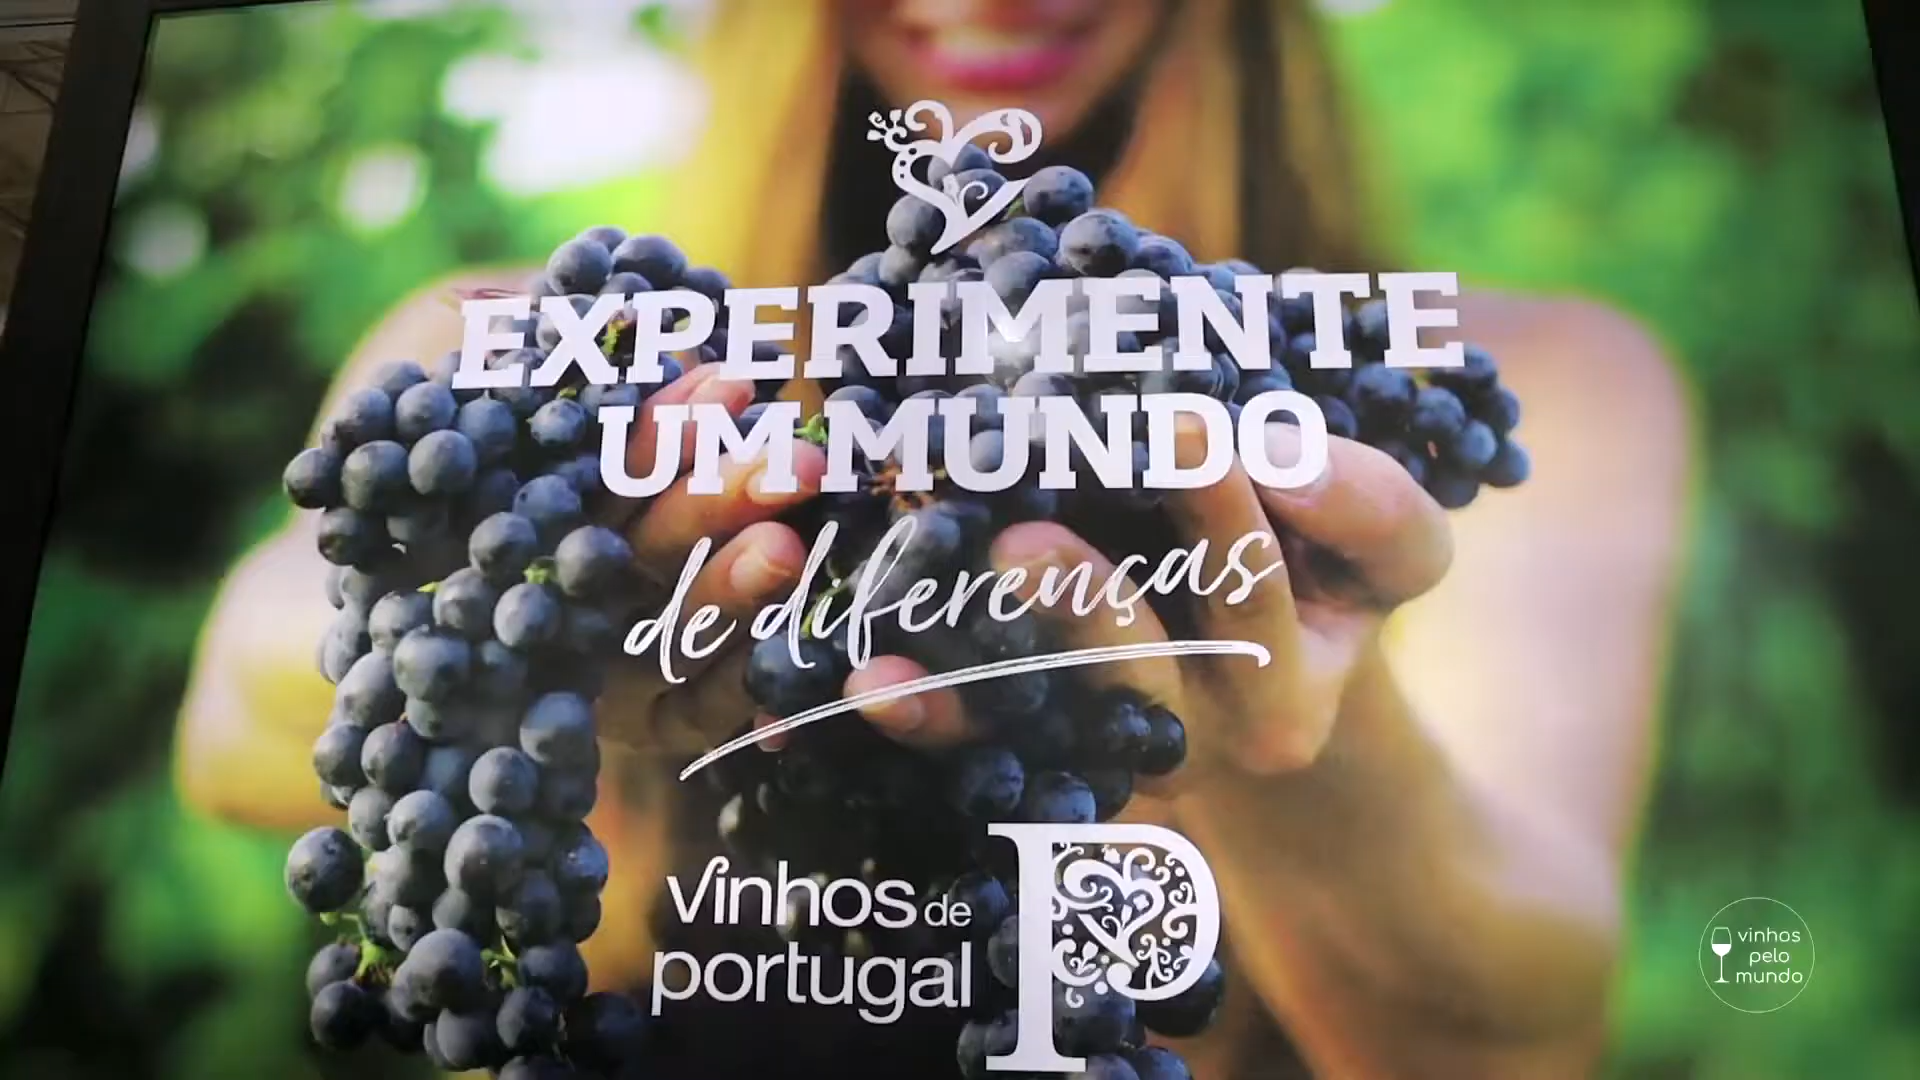 EXPERIMENTE
UM MUNDO
de diferenças
vinhos de
portugal
P
vinhos
pelo
mundo